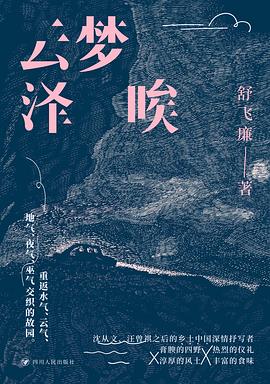 云梦
泽唉
舒飞廉——著
重返水气、云气、
地气、夜气、巫气交织的故园
沈从文、汪曾祺之后的乡土中国深情抒写者
膏腴的四野 热烈的仪礼
淳厚的风土 丰富的食味
四川人民出版社